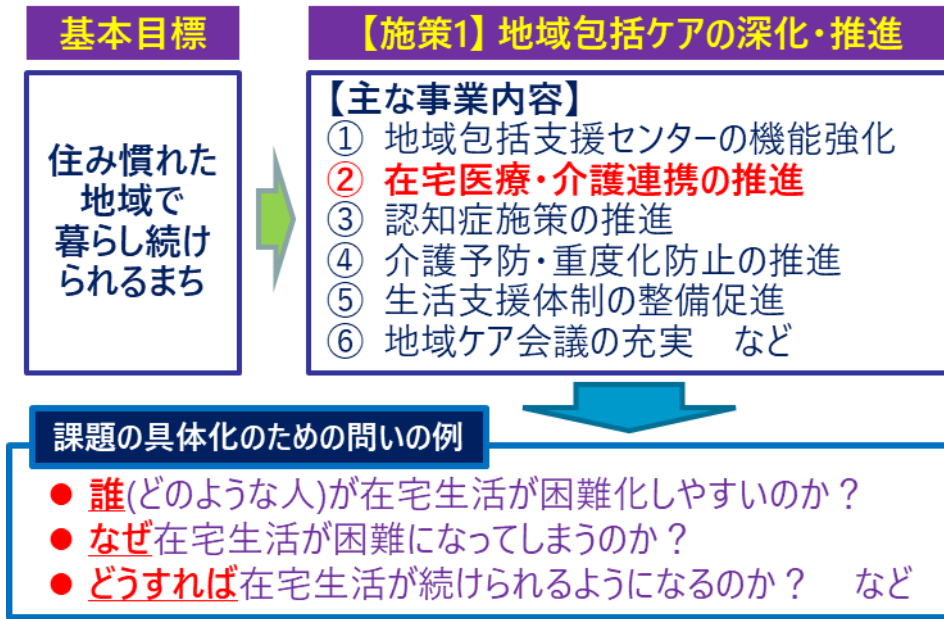 基本目標
住み慣れた
地域で
暮らし続け
られるまち
【施策1】地域包括ケアの深化・推進
【主な事業内容】
① 地域包括支援センターの機能強化
② 在宅医療・介護連携の推進
③ 認知症施策の推進
④ 介護予防・重度化防止の推進
⑤ 生活支援体制の整備促進
⑥ 地域ケア会議の充実　など
課題の具体化のための問いの例
● 誰(どのような人)が在宅生活が困難化しやすいのか？
● なぜ在宅生活が困難になってしまうのか？
● どうすれば在宅生活が続けられるようになるのか？　など